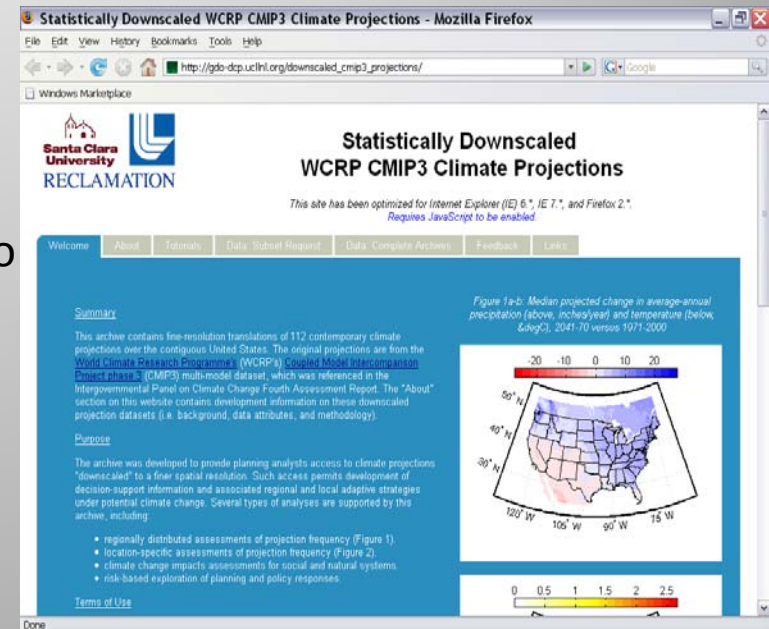 Statistically Downscaled WCRP CMIP3 Climate Projections - Mozilla Firefox
File Edit View History Bookmarks Tools Help
http://gdo-dcp.ucllnl.org/downscaled_cmip3_projections/
Google
Windows Marketplace
Santa Clara
University
RECLAMATION
Statistically Downscaled
WCRP CMIP3 Climate Projections
This site has been optimized for Internet Explorer (IE) 6.*, IE 7.*, and Firefox 2.*.
Requires JavaScript to be enabled.
o
Welcome About Tutorials Data: Subset Request Data: Complete Archives Feedback Links
Summary
This archive contains fine-resolution translations of 112 contemporary climate
projections over the contiguous United States. The original projections are from the
World Climate Research Programme's (WCRP's) Coupled Model Intercomparison
Project phase 3 (CMIP3) multi-model dataset, which was referenced in the
Intergovernmental Panel on Climate Change Fourth Assessment Report. The "About"
section on this website contains development information on these downscaled
projection datasets (i.e. background, data attributes, and methodology).
Purpose
The archive was developed to provide planning analysts access to climate projections
"downscaled" to a finer spatial resolution. Such access permits development of
decision-support information and associated regional and local adaptive strategies
under potential climate change. Several types of analyses are supported by this
archive, including:
regionally distributed assessments of projection frequency (Figure 1).
location-specific assessments of projection frequency (Figure 2).
climate change impacts assessments for social and natural systems.
risk-based exploration of planning and policy responses.
Terms of Use
Figure 1a-b: Median projected change in average-annual
precipitation (above, inches/year) and temperature (below,
&degC), 2041-70 versus 1971-2000
-20 -10 0 10 20
50° N
40° N
30° N
120° W 105° W 90° W 75° W
0 0.5 1 1.5 2 2.5
Done